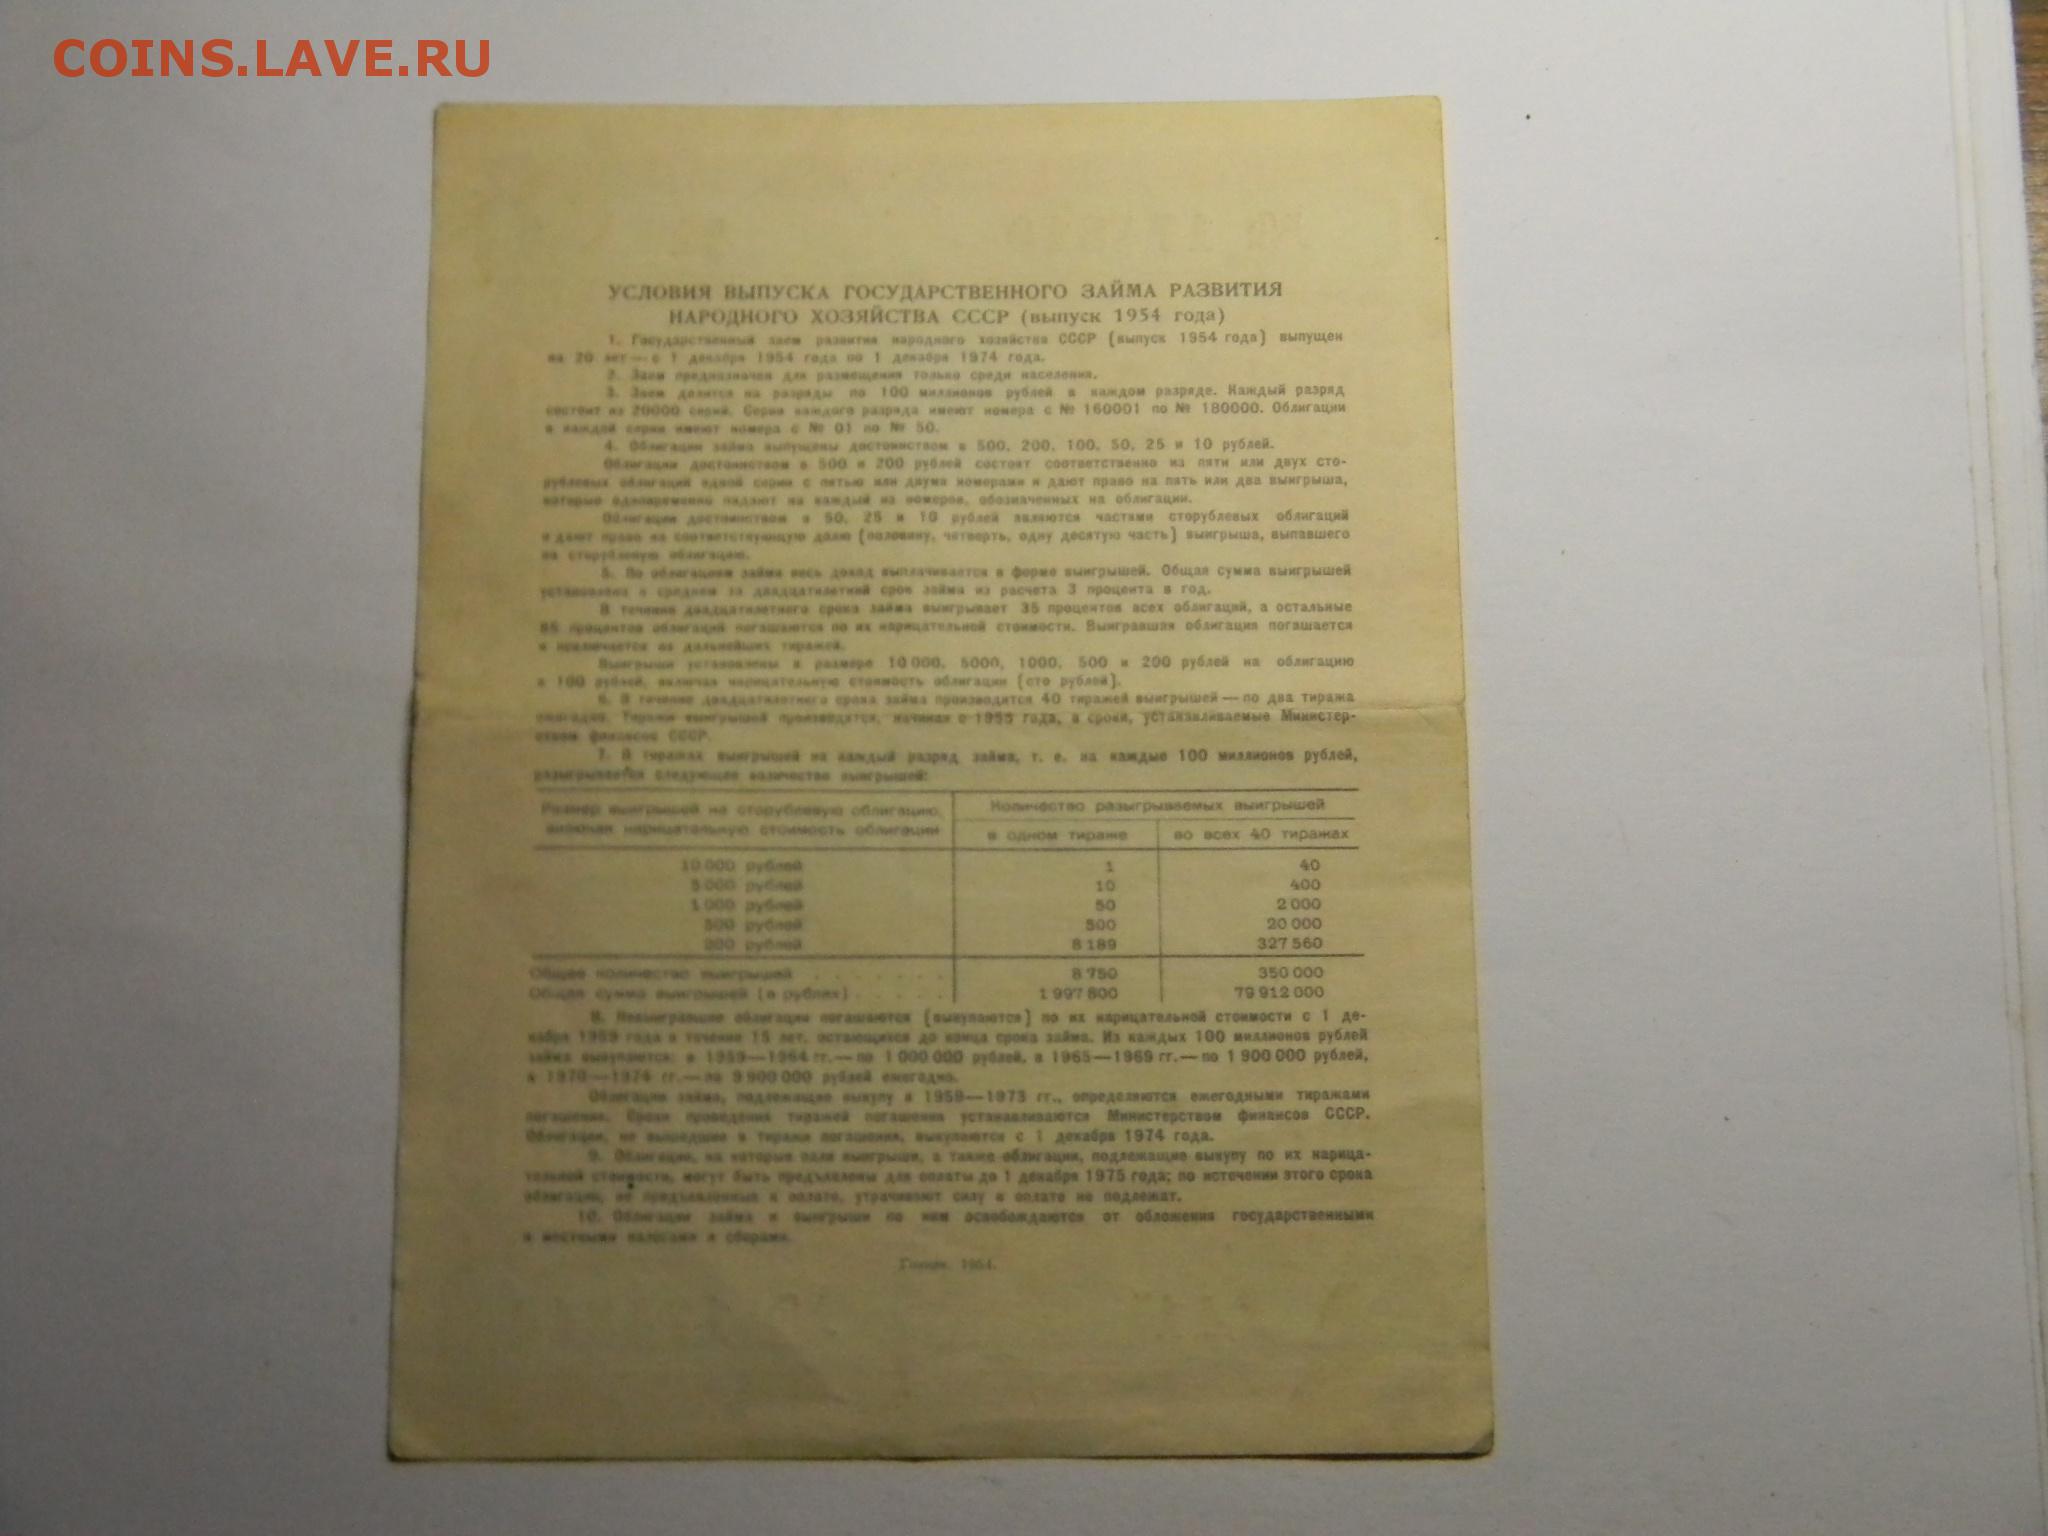 COINS.LAVE.RU
УСЛОВИЯ ВЫПУСКА ГОСУДАРСТВЕННОГО ЗАЙМА РАЗВИТИЯ
НАРОДНОГО ХОЗЯЙСТВА СССР (выпуск 1954 года)
1. Государственный заем развития народного хозяйства СССР (выпуск 1954 года) выпущен
на 20 лет — с 1 декабря 1954 года по 1 декабря 1974 года.
2. Заем предназначен для размещения только среди населения.
3. Заем делится на разряды по 100 миллионов рублей в каждом разряде. Каждый разряд
состоит из 20000 серий. Серии каждого разряда имеют номера с № 160001 по № 180000. Облигации
в каждой серии имеют номера с № 01 по № 50.
4. Облигации займа выпущены достоинством в 500, 200, 100, 50, 25 и 10 рублей.
Облигации достоинством в 500 и 200 рублей состоят соответственно из пяти или двух сто-
рублевых облигаций одной серии с пятью или двумя номерами и дают право на пять или два выигрыша,
которые одновременно падают на каждый из номеров, обозначенных на облигации.
Облигации достоинством в 50, 25 и 10 рублей являются частями сторублевых облигаций
и дают право на соответствующую долю (половину, четверть, одну десятую часть) выигрыша, выпавшего
на сторублевую облигацию.
5. По облигациям займа весь доход выплачивается в форме выигрышей. Общая сумма выигрышей
установлена в среднем за двадцатилетний срок займа из расчета 3 процента в год.
В течение двадцатилетнего срока займа выигрывает 35 процентов всех облигаций, а остальные
65 процентов облигаций погашаются по их нарицательной стоимости. Выигравшая облигация погашается
и исключается из дальнейших тиражей.
Выигрыши установлены в размере 10 000, 5000, 1000, 500 и 200 рублей на облигацию
в 100 рублей, включая нарицательную стоимость облигации (сто рублей).
6. В течение двадцатилетнего срока займа производится 40 тиражей выигрышей — по два тиража
ежегодно. Тиражи выигрышей производятся, начиная с 1955 года, в сроки, устанавливаемые Министер-
ством финансов СССР.
7. В тиражах выигрышей на каждый разряд займа, т. е. на каждые 100 миллионов рублей,
разыгрывается следующее количество выигрышей:
Размер выигрышей на сторублевую облигацию, включая нарицательную стоимость облигации
Количество разыгрываемых выигрышей
в одном тираже во всех 40 тиражах
10 000 рублей 1 40
5 000 рублей 10 400
1 000 рублей 50 2 000
500 рублей 500 20 000
200 рублей 8 189 327 560
Общее количество выигрышей . . . . . . . 8 750 350 000
Общая сумма выигрышей (в рублях) . . . . . 1 997 800 79 912 000
8. Невыигравшие облигации погашаются (выкупаются) по их нарицательной стоимости с 1 де-
кабря 1959 года в течение 15 лет, остающихся до конца срока займа. Из каждых 100 миллионов рублей
займа выкупаются: в 1959—1964 гг. — по 1 000 000 рублей, в 1965—1969 гг. — по 1 900 000 рублей,
в 1970—1974 гг. — по 9 900 000 рублей ежегодно.
Облигации займа, подлежащие выкупу в 1959—1973 гг., определяются ежегодными тиражами
погашения. Сроки проведения тиражей погашения устанавливаются Министерством финансов СССР.
Облигации, не вышедшие в тиражи погашения, выкупаются с 1 декабря 1974 года.
9. Облигации, на которые пали выигрыши, а также облигации, подлежащие выкупу по их нарица-
тельной стоимости, могут быть предъявлены для оплаты до 1 декабря 1975 года; по истечении этого срока
облигации, не предъявленные к оплате, утрачивают силу и оплате не подлежат.
10. Облигации займа и выигрыши по ним освобождаются от обложения государственными
и местными налогами и сборами.
Гознак. 1954.